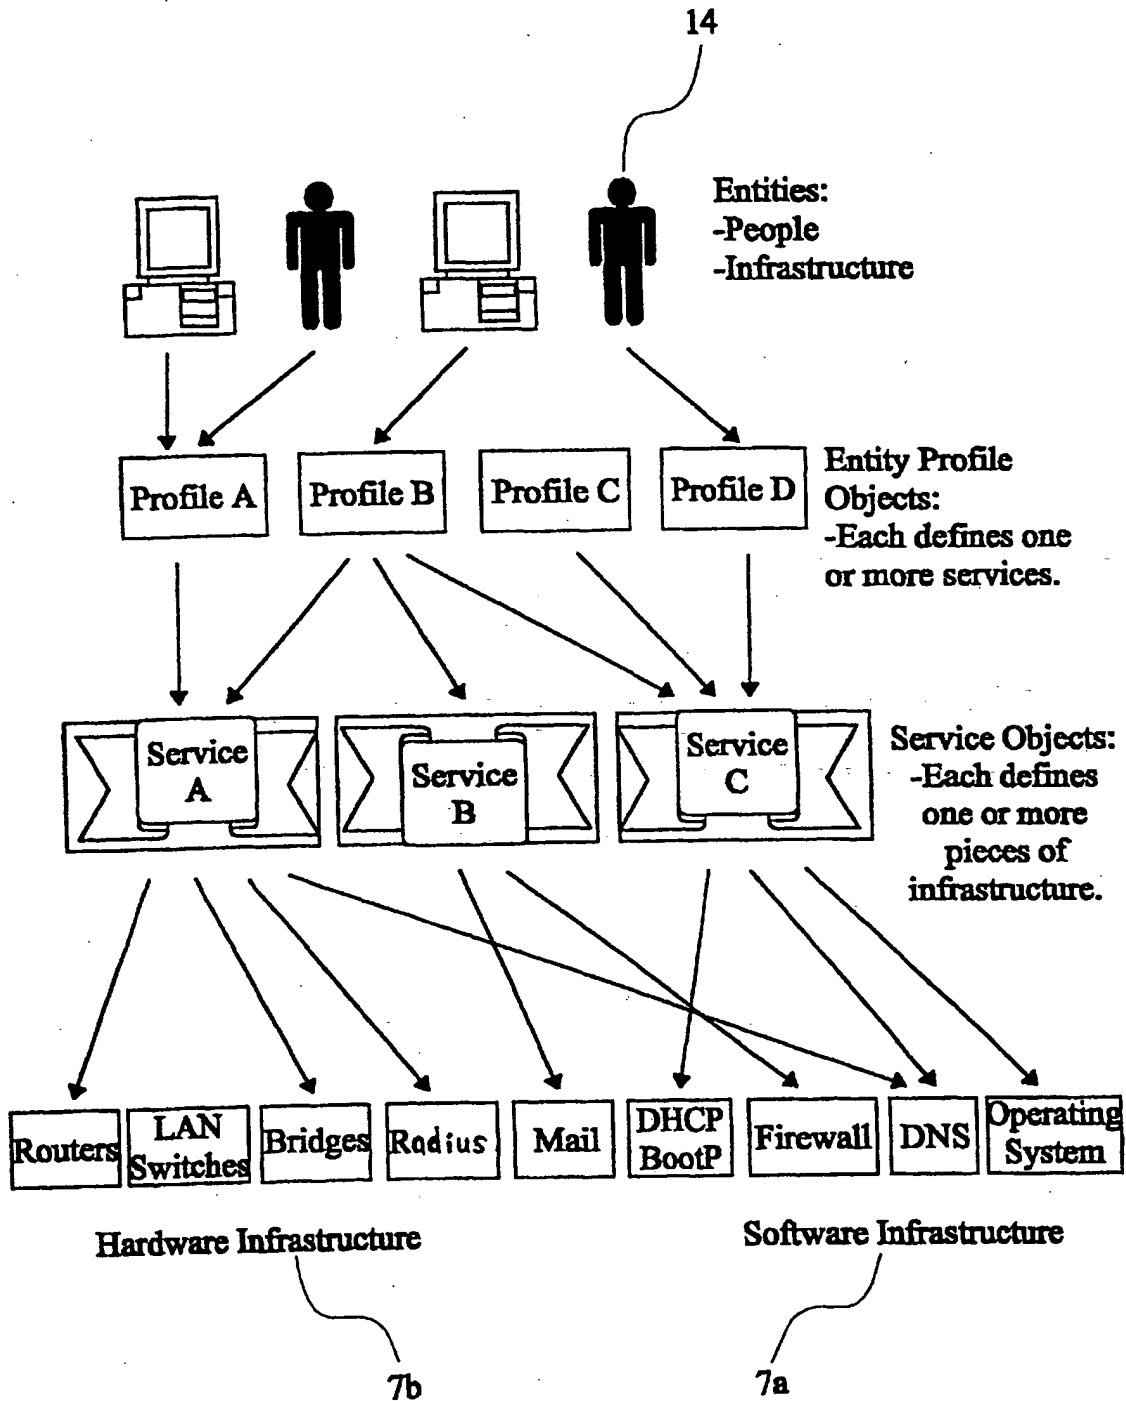 14
Entities:
-People
-Infrastructure
Profile A
Profile B
Profile C
Profile D
Entity Profile
Objects:
-Each defines one
or more services.
Service
A
Service
B
Service
C
Service Objects:
-Each defines
one or more
pieces of
infrastructure.
Routers
LAN
Switches
Bridges
Radius
Mail
DHCP
BootP
Firewall
DNS
Operating
System
Hardware Infrastructure
Software Infrastructure
7b
7a